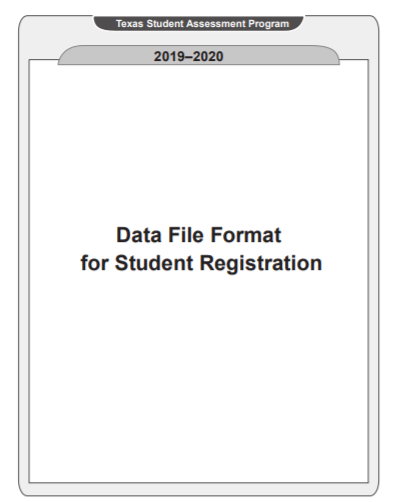 Texas Student Assessment Program
2019–2020
Data File Format
for Student Registration